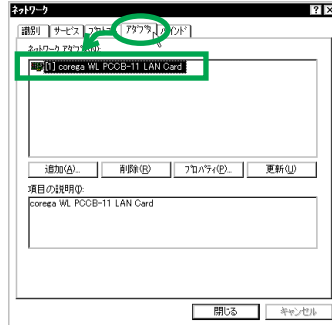 ネットワーク
識別 サービス アダプタ
ネットワーク アダプタ(N):
[1] corega WL PCCB-11 LAN Card
追加(A)... 削除(R) プロパティ(P)... 更新(U)
項目の説明(I):
corega WL PCCB-11 LAN Card
閉じる キャンセル